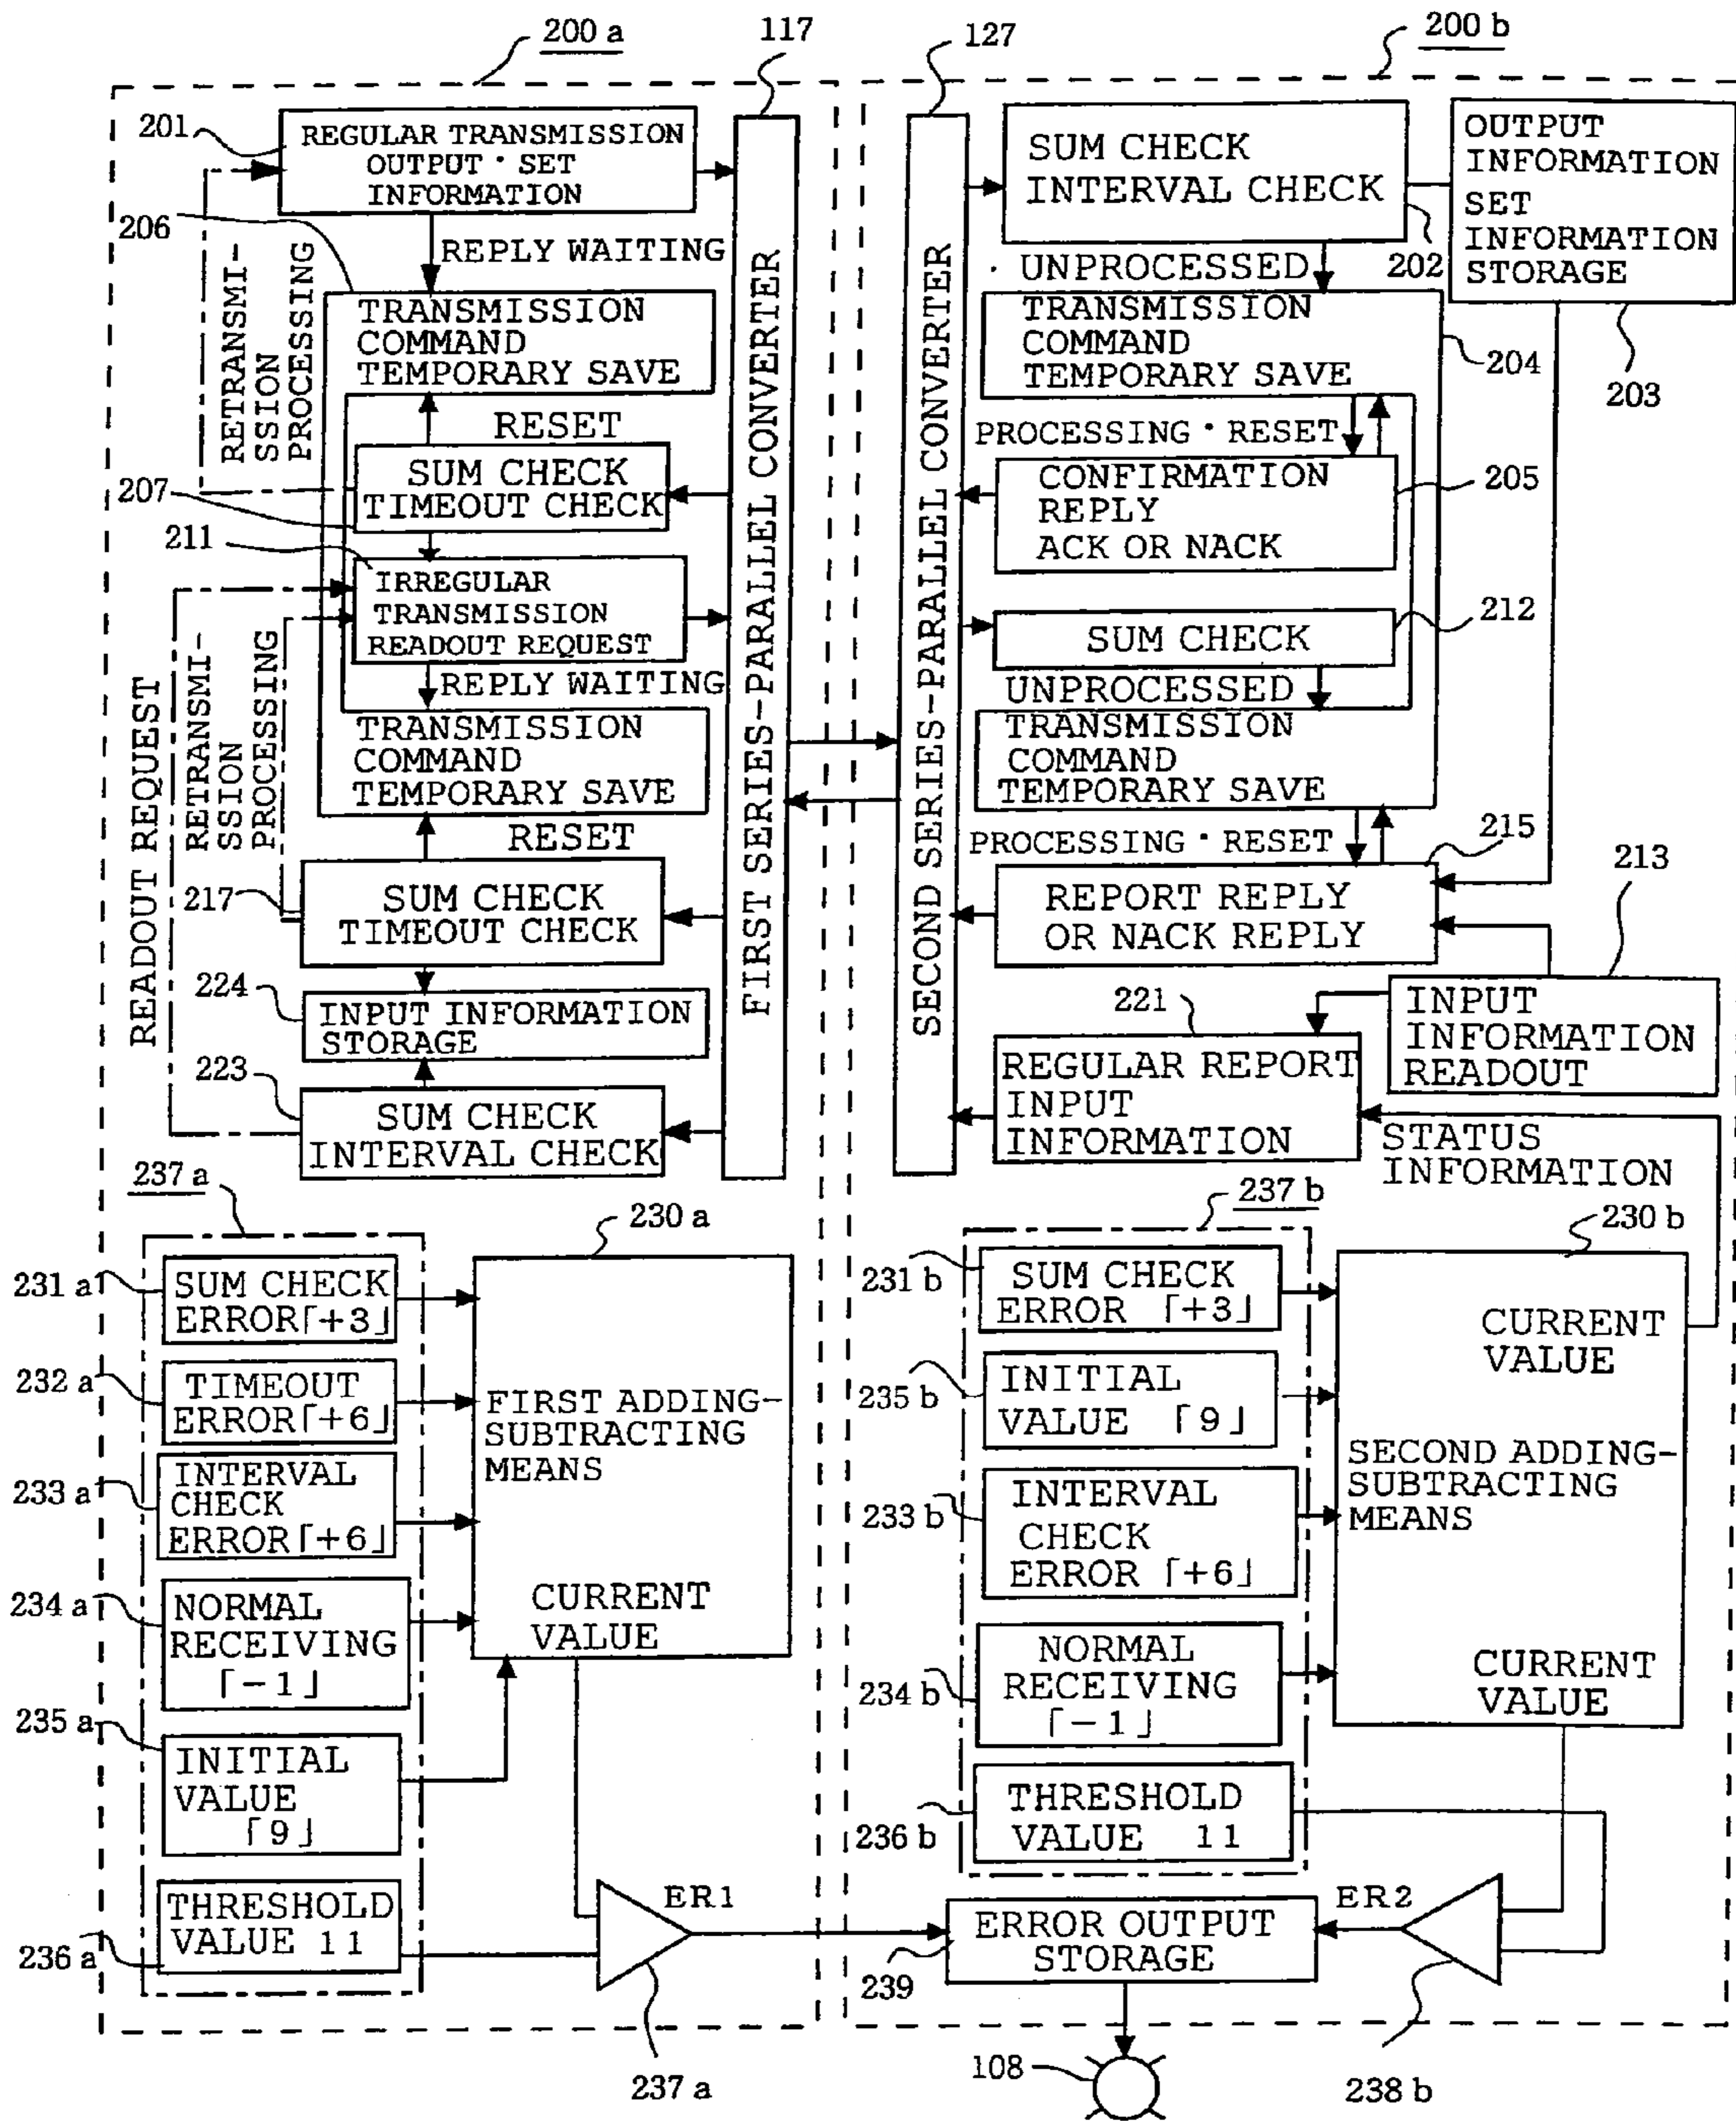 200 a
117
127
200 b
201
REGULAR TRANSMISSION
OUTPUT・SET
INFORMATION
206
REPLY WAITING
TRANSMISSION
COMMAND
TEMPORARY SAVE
RETRANSMI-
SSION
PROCESSING
RESET
207
SUM CHECK
TIMEOUT CHECK
211
IRREGULAR
TRANSMISSION
READOUT REQUEST
REPLY WAITING
TRANSMISSION
COMMAND
TEMPORARY SAVE
RESET
READOUT REQUEST
RETRANSMI-
SSION
PROCESSING
217
SUM CHECK
TIMEOUT CHECK
224
INPUT INFORMATION
STORAGE
223
SUM CHECK
INTERVAL CHECK
FIRST SERIES-PARALLEL CONVERTER
SECOND SERIES-PARALLEL CONVERTER
SUM CHECK
INTERVAL CHECK
202
OUTPUT
INFORMATION
SET
INFORMATION
STORAGE
203
UNPROCESSED
TRANSMISSION
COMMAND
TEMPORARY SAVE
204
PROCESSING・RESET
CONFIRMATION
REPLY
ACK OR NACK
205
SUM CHECK
212
UNPROCESSED
TRANSMISSION
COMMAND
TEMPORARY SAVE
PROCESSING・RESET
215
REPORT REPLY
OR NACK REPLY
213
INPUT
INFORMATION
READOUT
221
REGULAR REPORT
INPUT
INFORMATION
STATUS
INFORMATION
237 a
230 a
231 a
SUM CHECK
ERROR「+3」
232 a
TIMEOUT
ERROR「+6」
233 a
INTERVAL
CHECK
ERROR「+6」
234 a
NORMAL
RECEIVING
「-1」
235 a
INITIAL
VALUE
「9」
236 a
THRESHOLD
VALUE 11
FIRST ADDING-
SUBTRACTING
MEANS
CURRENT
VALUE
ER1
237 a
237 b
230 b
231 b
SUM CHECK
ERROR 「+3」
235 b
INITIAL
VALUE 「9」
233 b
INTERVAL
CHECK
ERROR 「+6」
234 b
NORMAL
RECEIVING
「-1」
236 b
THRESHOLD
VALUE 11
CURRENT
VALUE
SECOND ADDING-
SUBTRACTING
MEANS
CURRENT
VALUE
ERROR OUTPUT
STORAGE
239
ER2
238 b
108